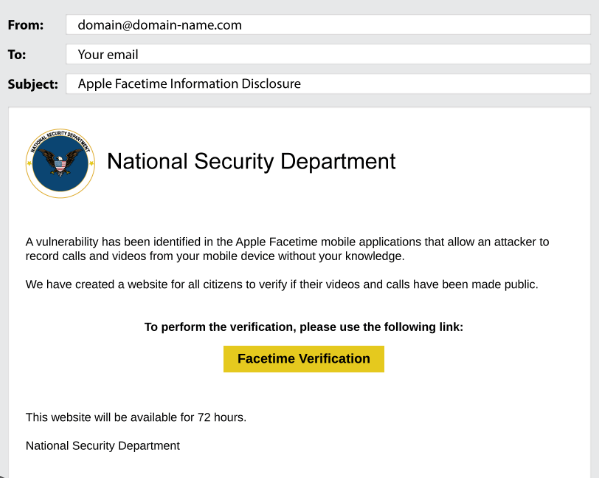 From: domain@domain-name.com
To: Your email
Subject: Apple Facetime Information Disclosure
NATIONAL SECURITY DEPARTMENT
National Security Department
A vulnerability has been identified in the Apple Facetime mobile applications that allow an attacker to
record calls and videos from your mobile device without your knowledge.
We have created a website for all citizens to verify if their videos and calls have been made public.
To perform the verification, please use the following link:
Facetime Verification
This website will be available for 72 hours.
National Security Department